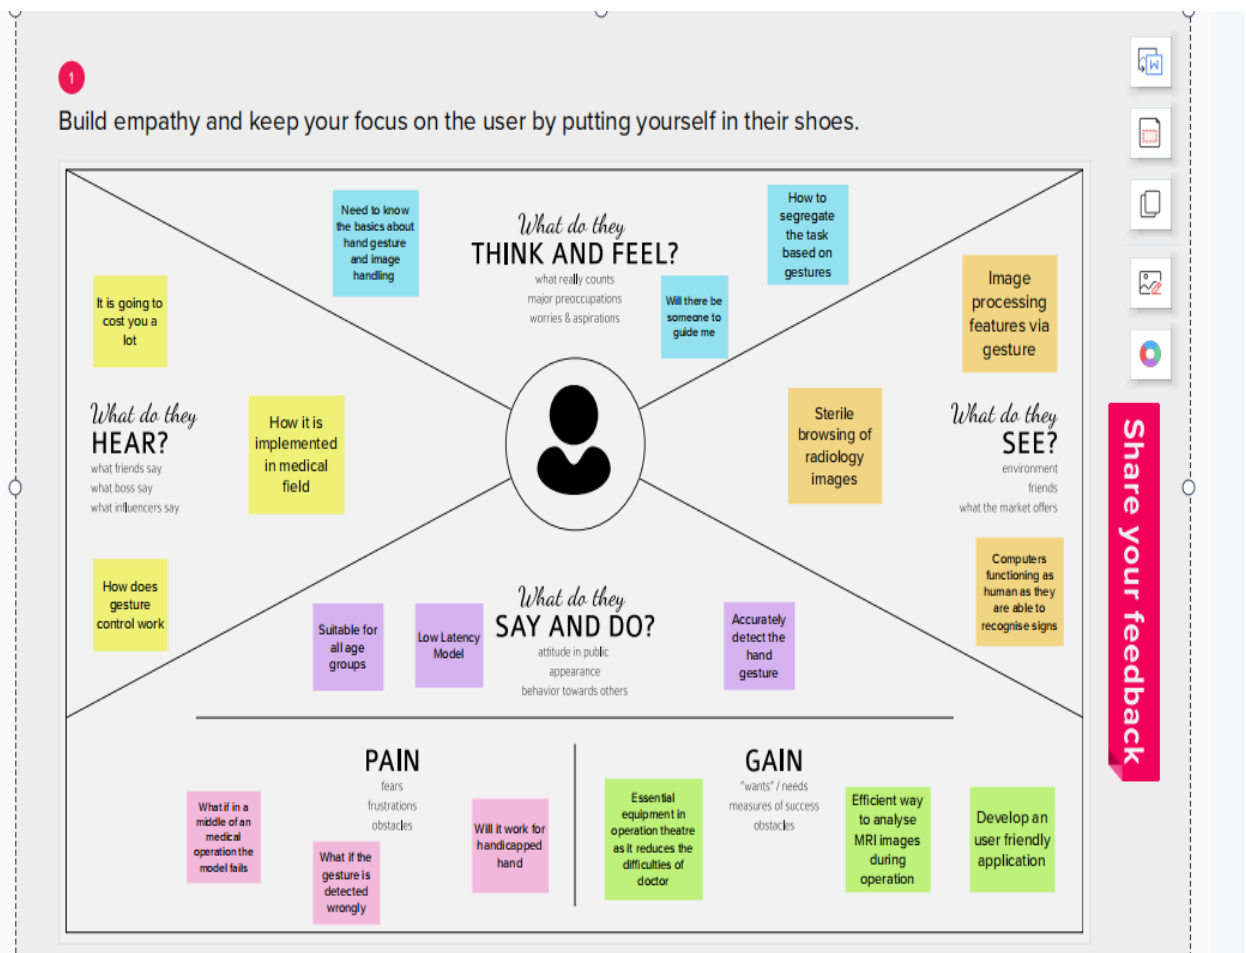 1
Build empathy and keep your focus on the user by putting yourself in their shoes.
Need to know
the basics about
hand gesture
and image
handling
What do they
THINK AND FEEL?
what really counts
major preoccupations
worries & aspirations
Will there be
someone to
guide me
How to
segregate
the task
based on
gestures
It is going to
cost you a
lot
What do they
HEAR?
what friends say
what boss say
what influencers say
How it is
implemented
in medical
field
How does
gesture
control work
Image
processing
features via
gesture
Sterile
browsing of
radiology
images
What do they
SEE?
environment
friends
what the market offers
Computers
functioning as
human as they
are able to
recognise signs
Suitable for
all age
groups
Low Latency
Model
What do they
SAY AND DO?
attitude in public
appearance
behavior towards others
Accurately
detect the
hand
gesture
PAIN
fears
frustrations
obstacles
What if in a
middle of an
medical
operation the
model fails
What if the
gesture is
detected
wrongly
Will it work for
handicapped
hand
GAIN
"wants" / needs
measures of success
obstacles
Essential
equipment in
operation theatre
as it reduces the
difficulties of
doctor
Efficient way
to analyse
MRI images
during
operation
Develop an
user friendly
application
Share your feedback
W